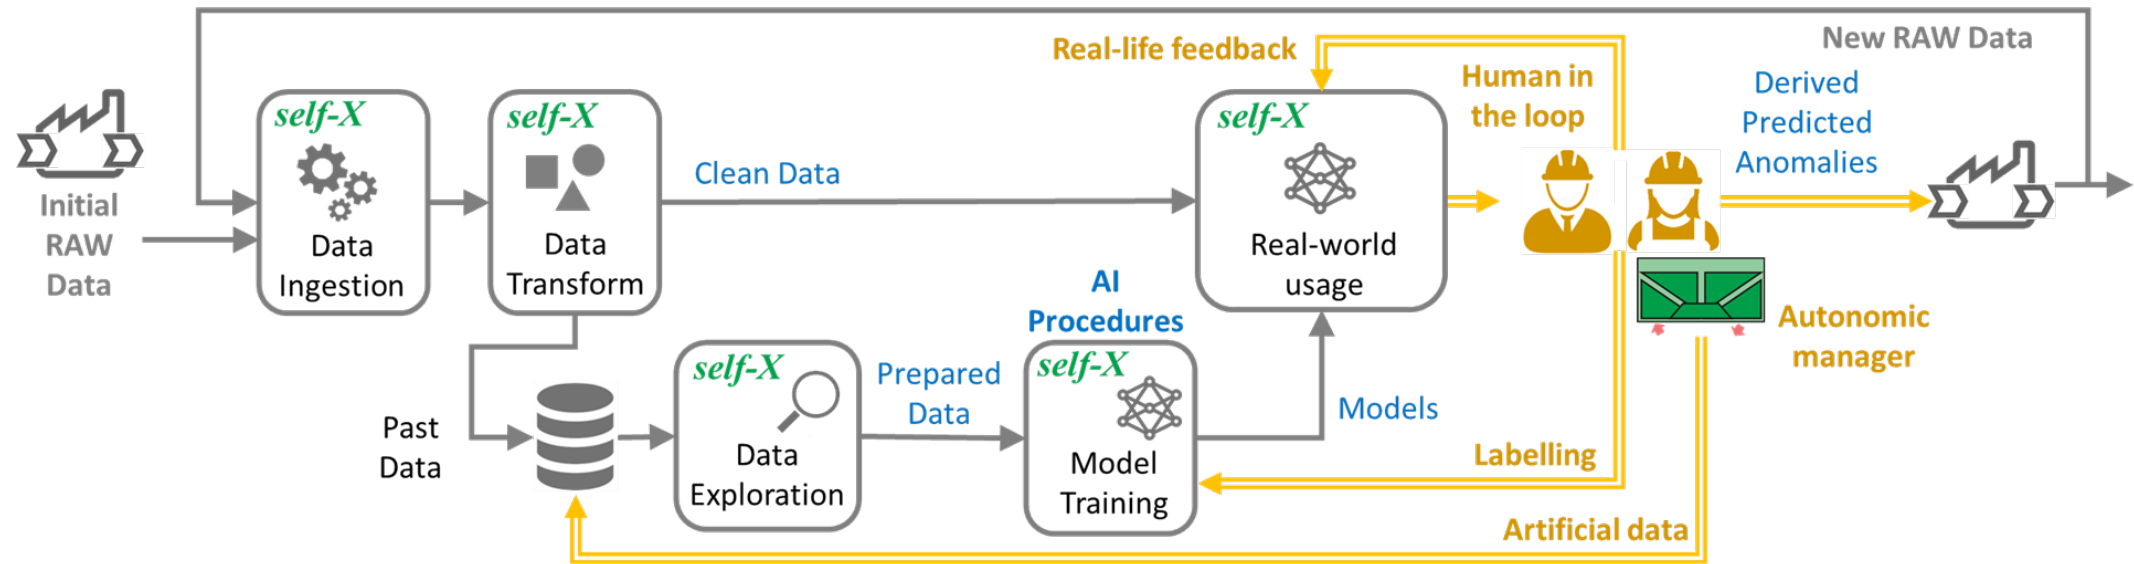 New RAW Data
Real-life feedback
Human in
the loop
Derived
Predicted
Anomalies
self-X
self-X
self-X
Clean Data
Initial
RAW
Data
Data
Ingestion
Data
Transform
Real-world
usage
AI
Procedures
Autonomic
manager
self-X
self-X
Prepared
Data
Models
Past
Data
Data
Exploration
Model
Training
Labelling
Artificial data